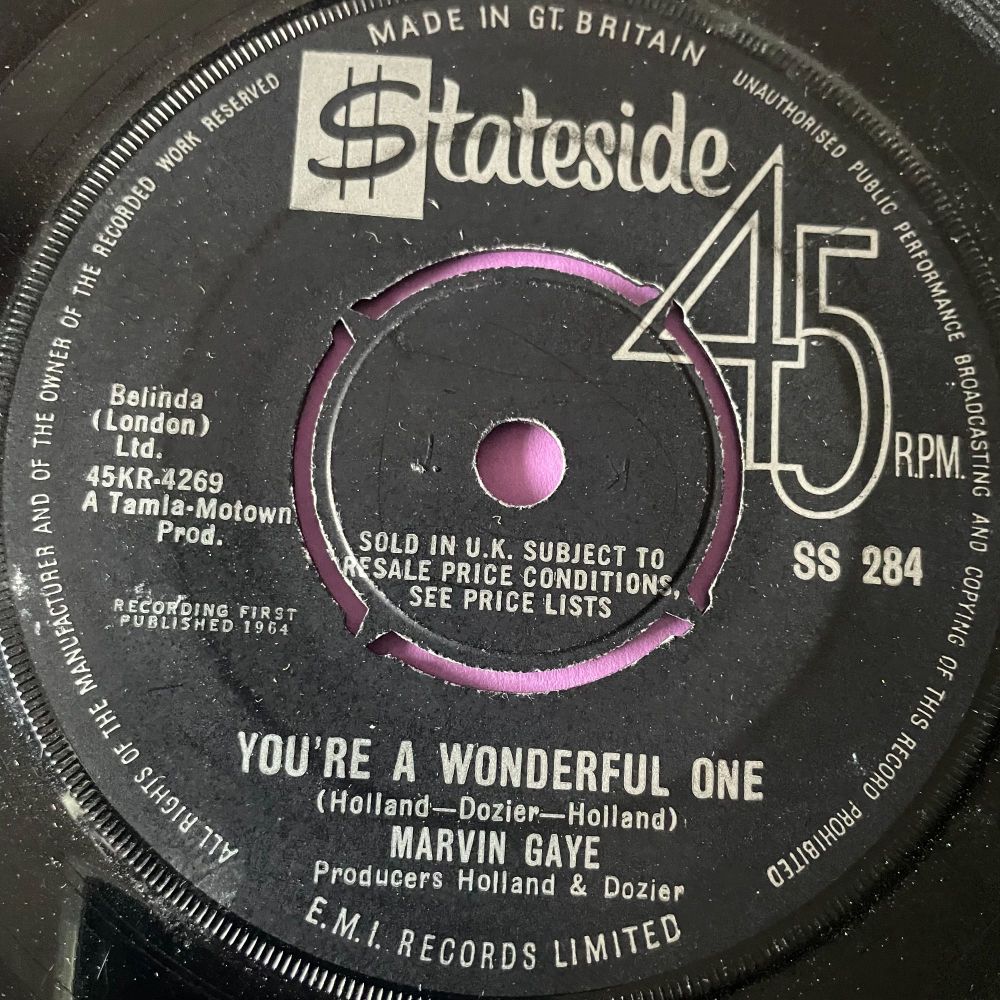 MADE IN GT. BRITAIN
UNAUTHORISED PUBLIC PERFORMANCE BROADCASTING AND COPYING OF THIS RECORD PROHIBITED
ALL RIGHTS OF THE MANUFACTURER AND OF THE OWNER OF THE RECORDED WORK RESERVED
Stateside
45
R.P.M.
Belinda
(London)
Ltd.
45KR-4269
A Tamla-Motown
Prod.
SOLD IN U.K. SUBJECT TO
RESALE PRICE CONDITIONS,
SEE PRICE LISTS
SS 284
RECORDING FIRST
PUBLISHED 1964
YOU'RE A WONDERFUL ONE
(Holland—Dozier—Holland)
MARVIN GAYE
Producers Holland & Dozier
E.M.I. RECORDS LIMITED